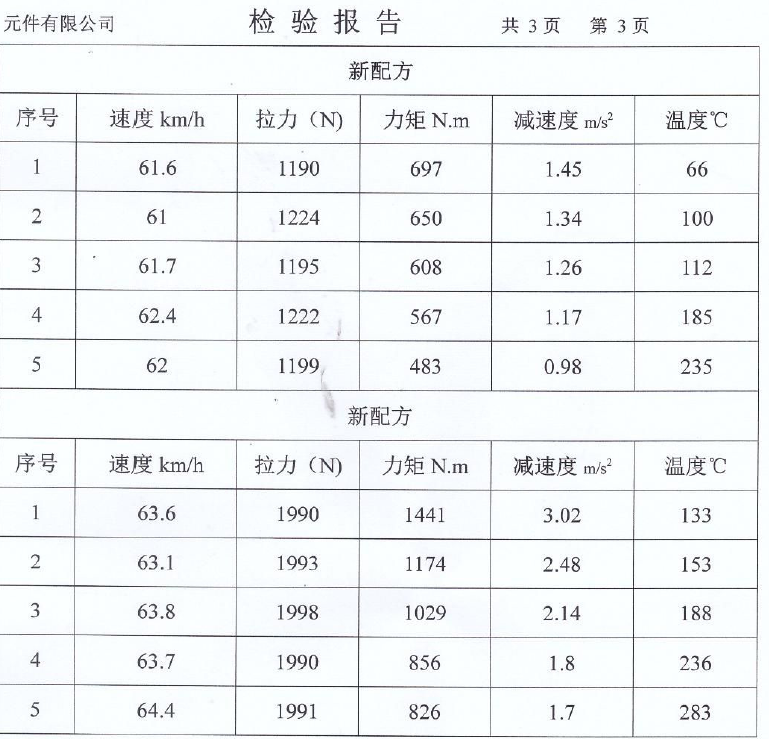 元件有限公司 检验报告 共 3 页 第 3 页
新配方
序号 速度 km/h 拉力（N) 力矩 N.m 减速度 m/s² 温度℃
1 61.6 1190 697 1.45 66
2 61 1224 650 1.34 100
3 61.7 1195 608 1.26 112
4 62.4 1222 567 1.17 185
5 62 1199 483 0.98 235
新配方
序号 速度 km/h 拉力（N) 力矩 N.m 减速度 m/s² 温度℃
1 63.6 1990 1441 3.02 133
2 63.1 1993 1174 2.48 153
3 63.8 1998 1029 2.14 188
4 63.7 1990 856 1.8 236
5 64.4 1991 826 1.7 283